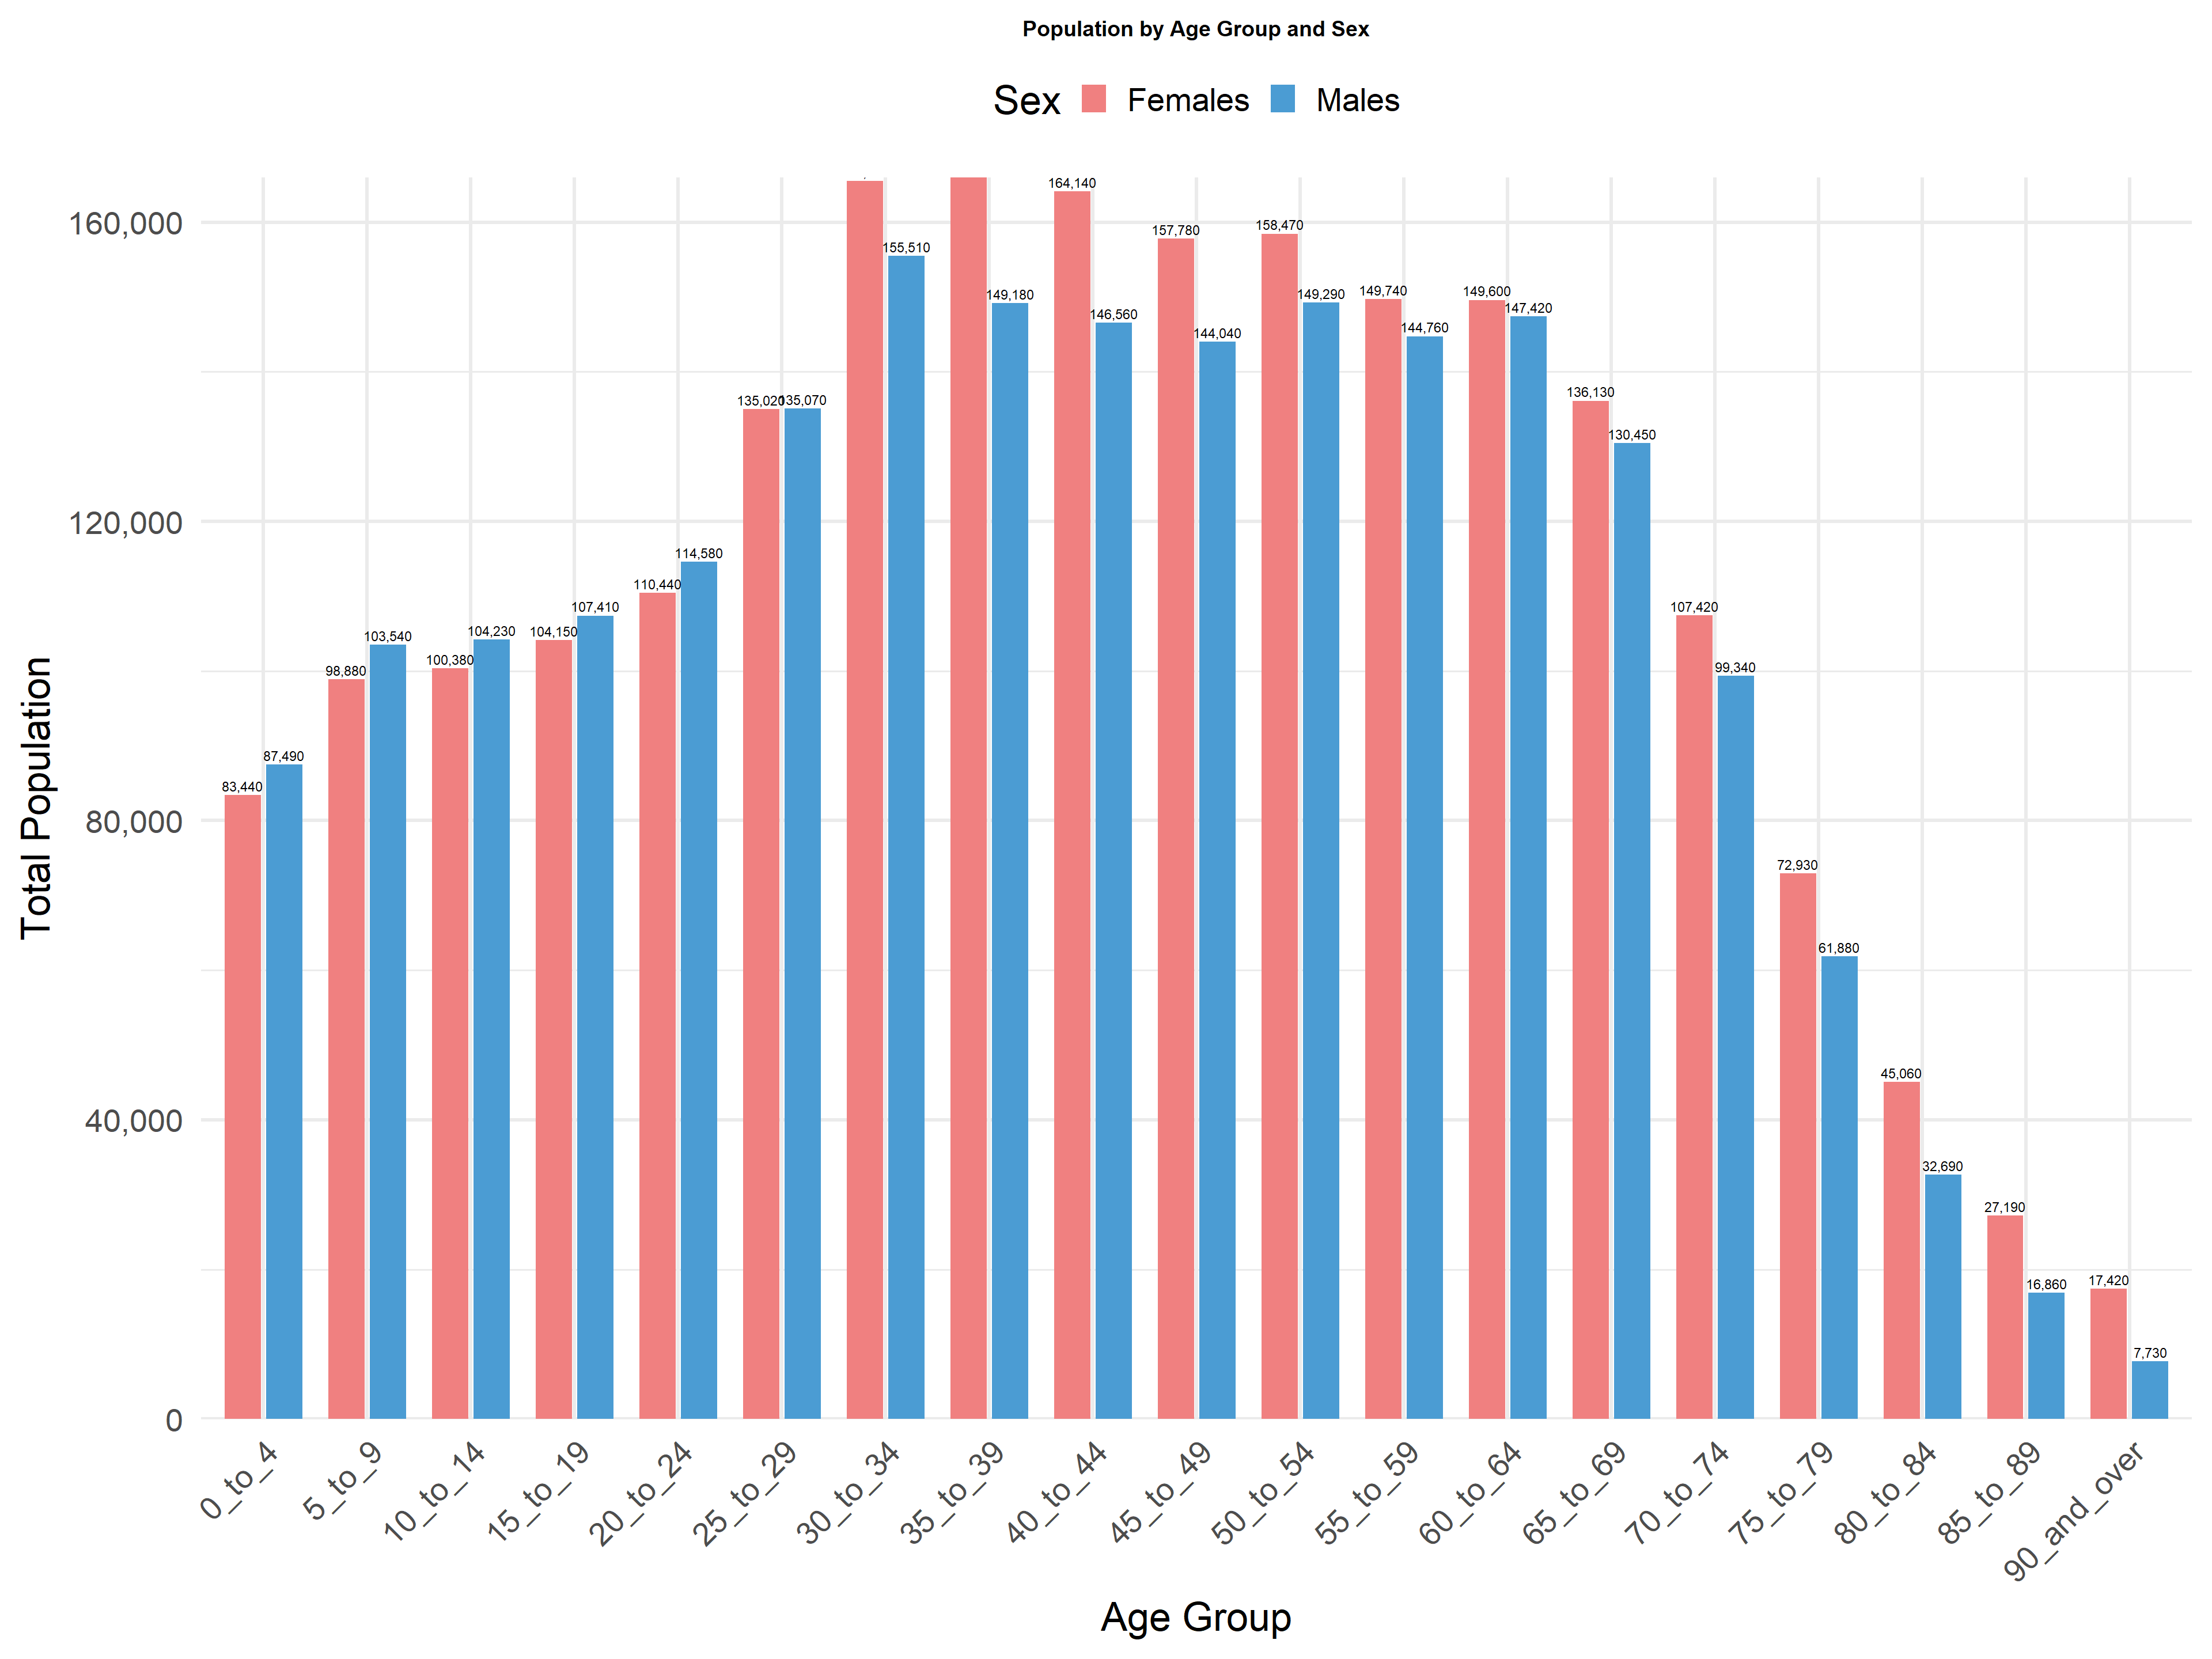 Population by Age Group and Sex
Sex Females Males
Total Population
160,000
120,000
80,000
40,000
0
83,440
87,490
98,880
103,540
100,380
104,230
104,150
107,410
110,440
114,580
135,020
135,070
155,510
149,180
164,140
146,560
157,780
144,040
158,470
149,290
149,740
144,760
149,600
147,420
136,130
130,450
107,420
99,340
72,930
61,880
45,060
32,690
27,190
16,860
17,420
7,730
0_to_4
5_to_9
10_to_14
15_to_19
20_to_24
25_to_29
30_to_34
35_to_39
40_to_44
45_to_49
50_to_54
55_to_59
60_to_64
65_to_69
70_to_74
75_to_79
80_to_84
85_to_89
90_and_over
Age Group